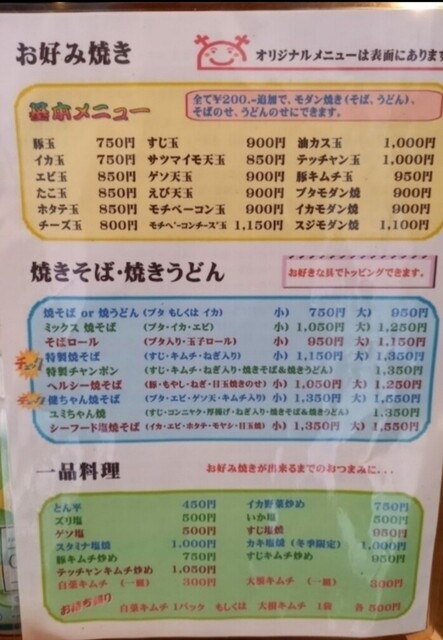 お好み焼き
オリジナルメニューは表面にあります
基本メニュー
全て¥200.-追加で、モダン焼き(そば、うどん)、
そばのせ、うどんのせにできます。
豚玉 750円 すじ玉 900円 油カス玉 1,000円
イカ玉 750円 サツマイモ天玉 850円 テッチャン玉 1,000円
エビ玉 850円 ゲソ天玉 900円 豚キムチ玉 950円
たこ玉 850円 えび天玉 900円 ブタモダン焼 900円
ホタテ玉 850円 モチベーコン玉 900円 イカモダン焼 900円
チーズ玉 800円 モチベーコンチーズ玉 1,150円 スジモダン焼 1,100円
焼きそば・焼きうどん
お好きな具でトッピングできます。
焼そば or 焼うどん (ブタ もしくは イカ) 小) 750円 大) 950円
ミックス 焼そば (ブタ・イカ・エビ) 小) 1,050円 大) 1,250円
そばロール (ブタ入り・玉子ロール) 小) 950円 大) 1,150円
特製焼そば (すじ・キムチ・ねぎ入り) 小) 1,150円 大) 1,350円
特製チャンポン (すじ・キムチ・ねぎ入り・焼きそば&焼きうどん) 1,350円
ヘルシー焼そば (豚・もやし・ねぎ・目玉焼きのせ) 小) 1,050円 大) 1,250円
健ちゃん焼そば (ブタ・エビ・ゲソ天・キムチ入り) 小) 1,350円 大) 1,550円
ユミちゃん焼 (すじ・コンニャク・厚揚げ・ねぎ入り・焼きそば&焼きうどん) 1,350円
シーフード塩焼そば (イカ・エビ・ホタテ・モヤシ・目玉焼) 小) 1,350円 大) 1,550円
一品料理
お好み焼きが出来るまでのおつまみに・・・
とん平 450円 イカ野菜炒め 750円
ズリ塩 500円 いか塩 500円
ゲソ塩 500円 すじ塩焼 950円
スタミナ塩焼 1,000円 カキ塩焼(冬季限定) 1,000円
豚キムチ炒め 750円 すじキムチ炒め 950円
テッチャンキムチ炒め 1,050円
白菜キムチ (一皿) 300円 大根キムチ (一皿) 300円
お持ち帰り
白菜キムチ 1パック もしくは 大根キムチ 1袋 各500円